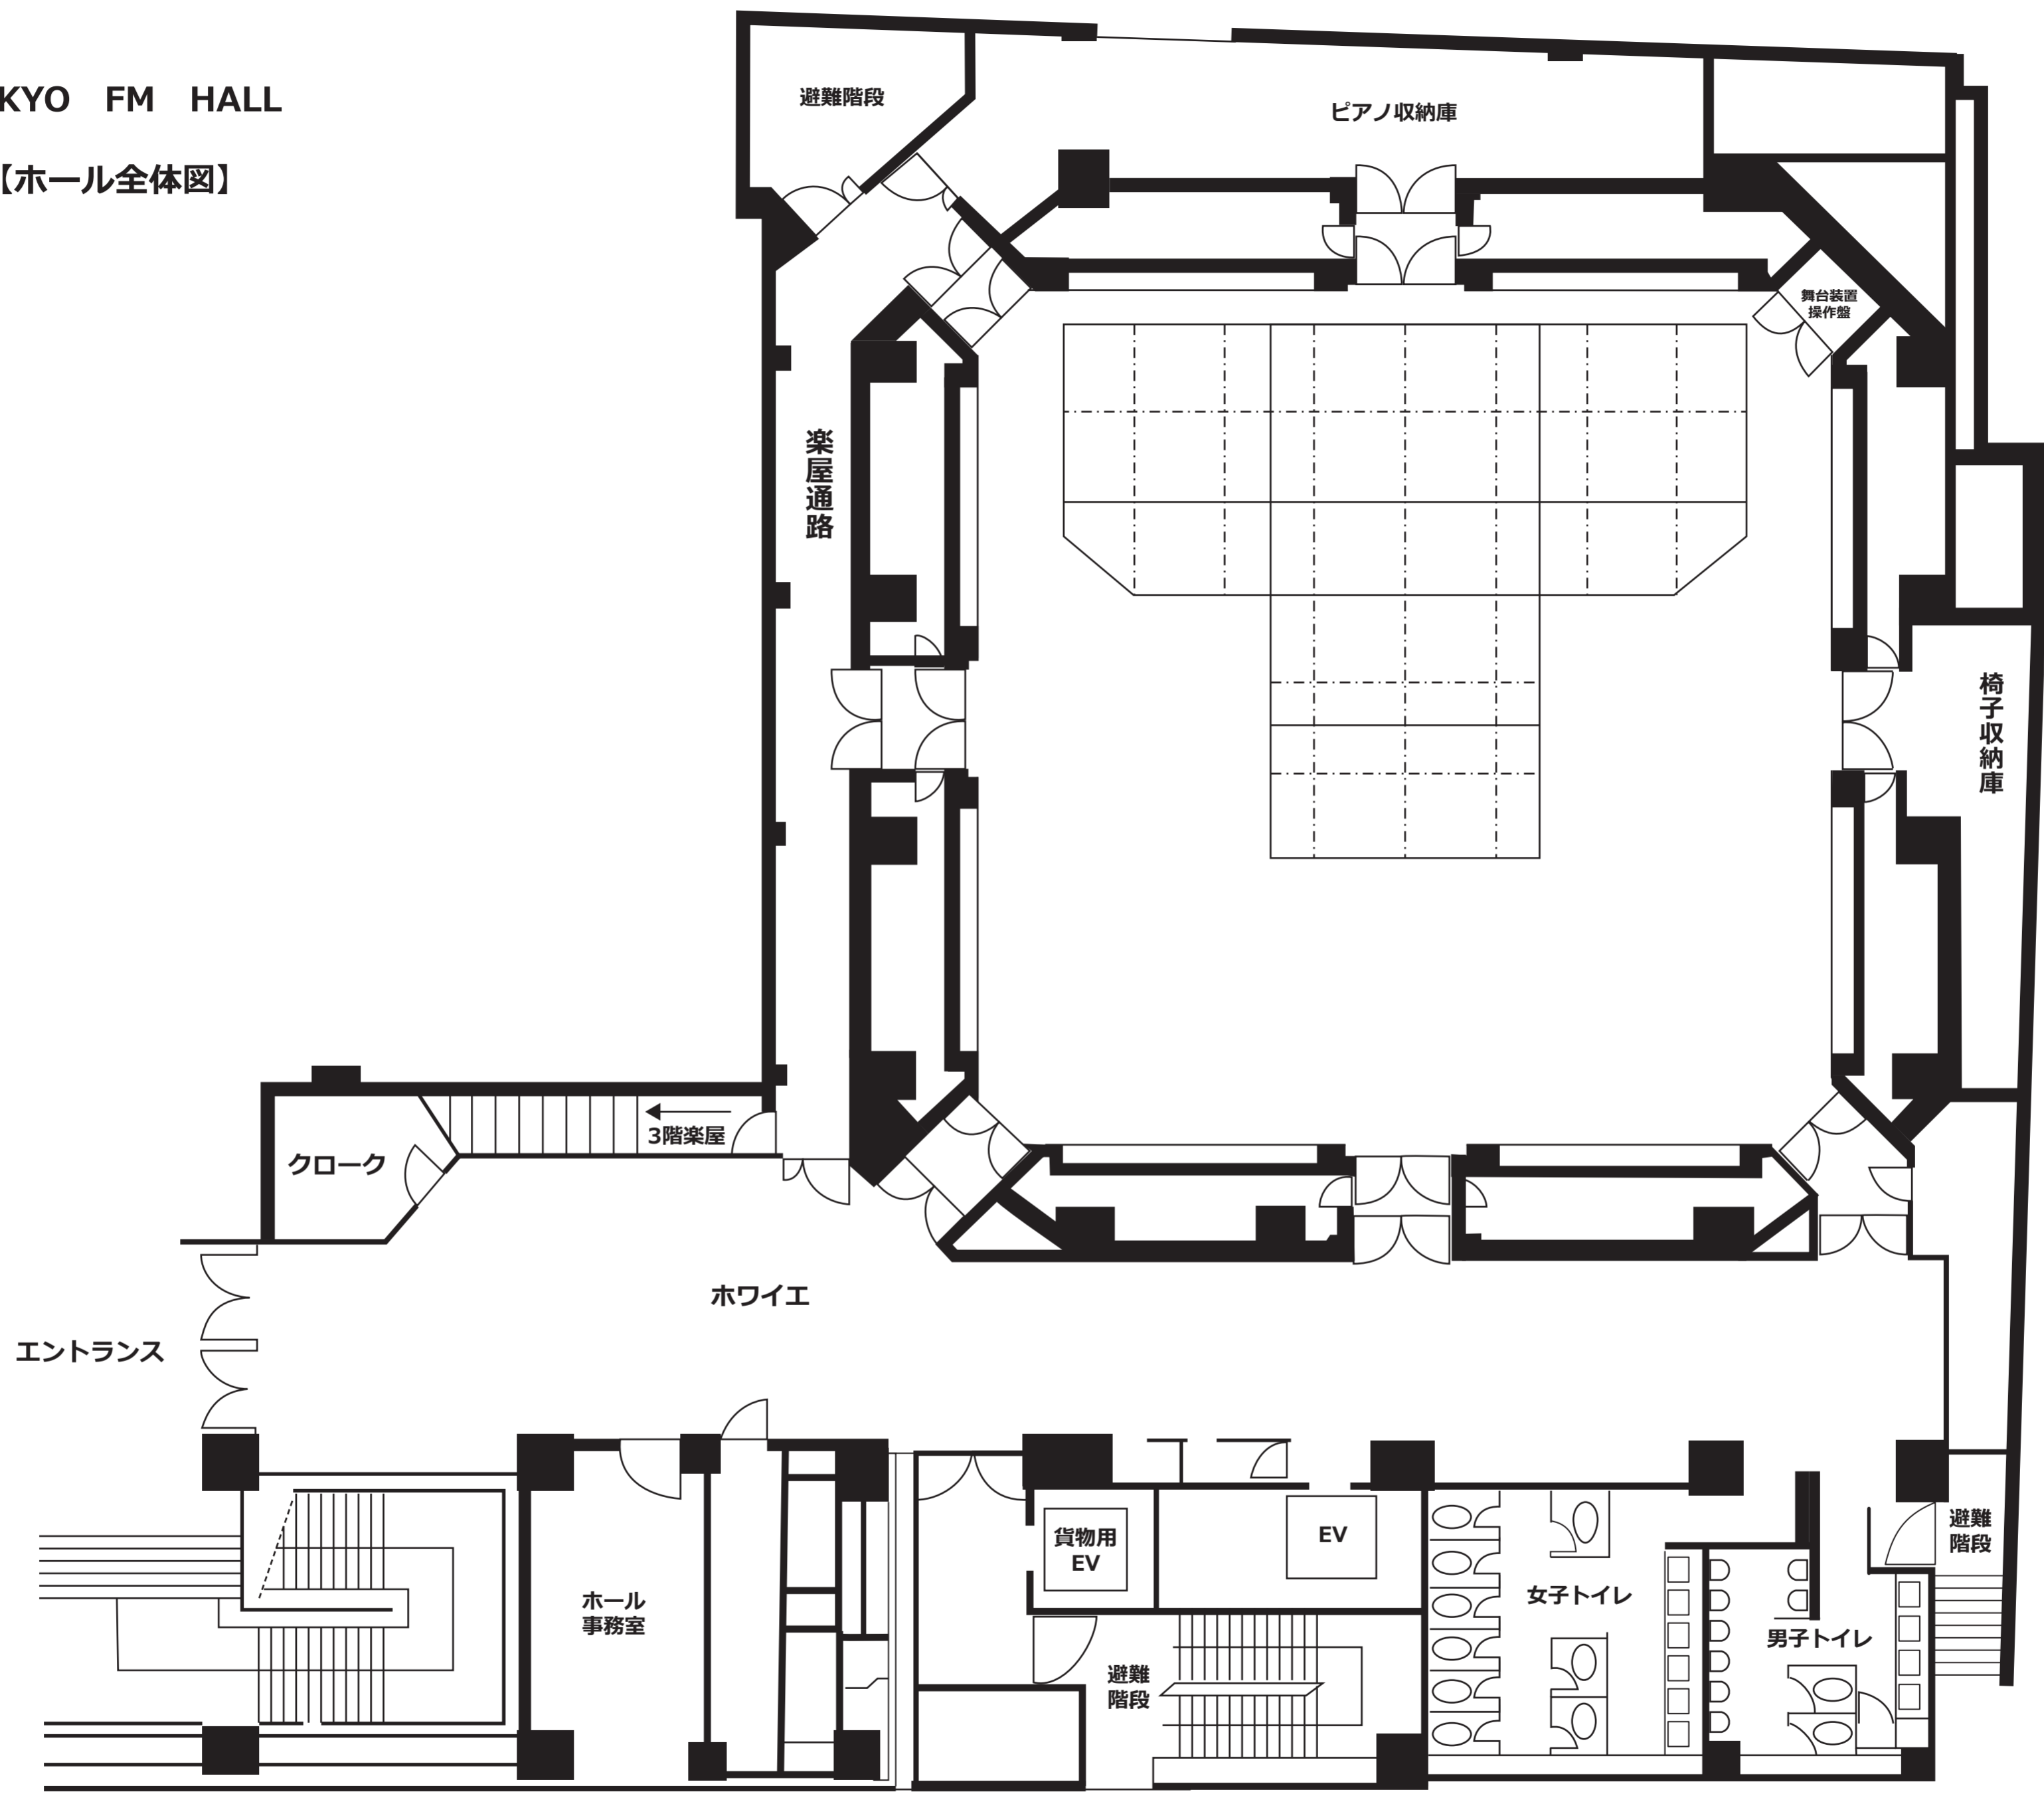 KYO FM HALL
【ホール全体図】
避難階段
ピアノ収納庫
舞台装置
操作盤
楽屋通路
椅子収納庫
3階楽屋
クローク
ホワイエ
エントランス
貨物用
EV
EV
避難
階段
女子トイレ
ホール
事務室
男子トイレ
避難
階段